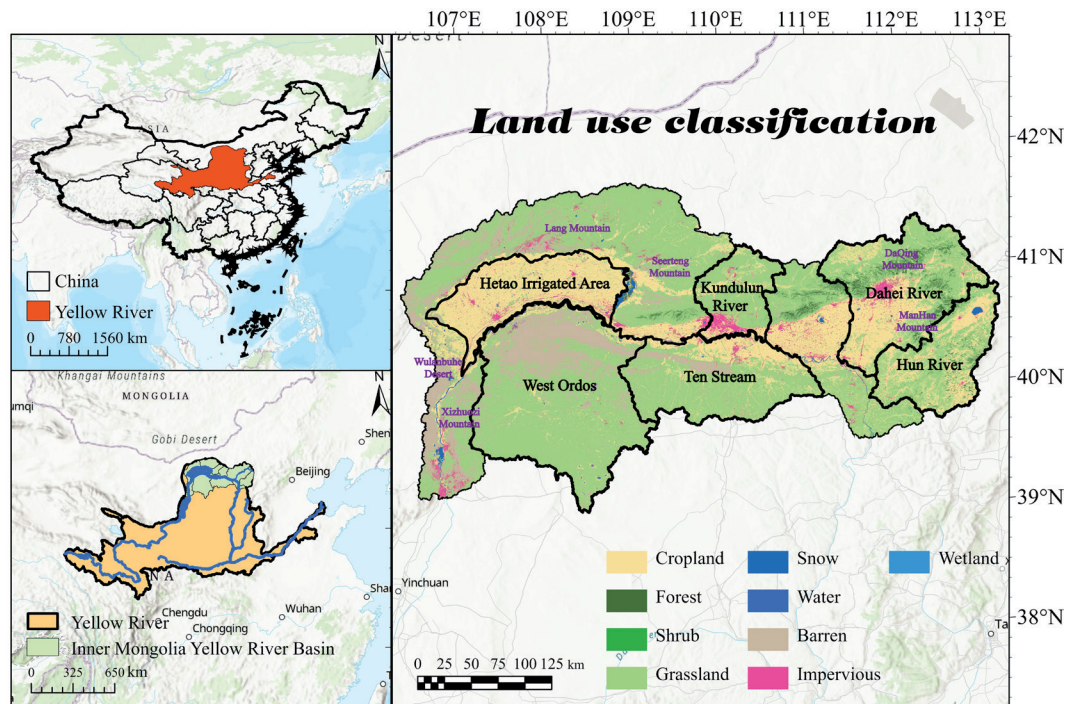 107°E 108°E 109°E 110°E 111°E 112°E 113°E
Desert
N
China
Yellow River
0 780 1560 km
Khangai Mountains
MONGOLIA
N
umqi
Gobi Desert
Shen
Beijing
N A
Chengdu
Chongqing
Wuhan
Shar
Yellow River
Inner Mongolia Yellow River Basin
0 325 650 km
Land use classification
42°N
41°N
40°N
39°N
38°N
Lang Mountain
Seerteng
Mountain
DaQing
Mountain
Hetao Irrigated Area
Kundulun
River
Dahei River
ManHan
Mountain
Wulanbuhe
Desert
West Ordos
Ten Stream
Hun River
Xizhuozi
Mountain
Yinchuan
Cropland
Forest
Shrub
Grassland
Snow
Water
Barren
Impervious
Wetland
0 25 50 75 100 125 km
Ta